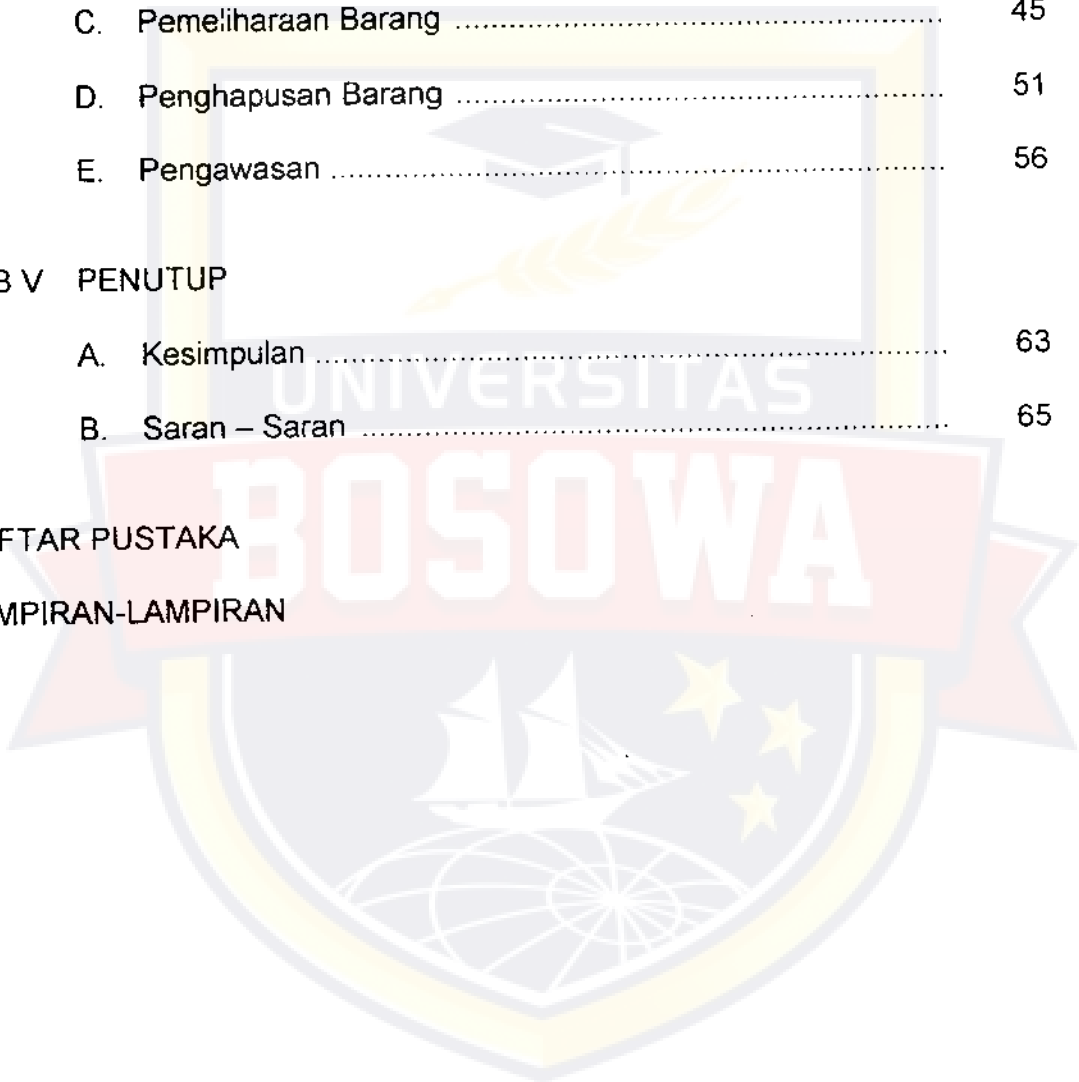 C. Pemeliharaan Barang ........................................ 45
D. Penghapusan Barang ........................................ 51
E. Pengawasan ........................................ 56
B V PENUTUP
A. Kesimpulan ........................................ 63
UNIVERSITAS
B. Saran – Saran ........................................ 65
BOSOWA
FTAR PUSTAKA
MPIRAN-LAMPIRAN